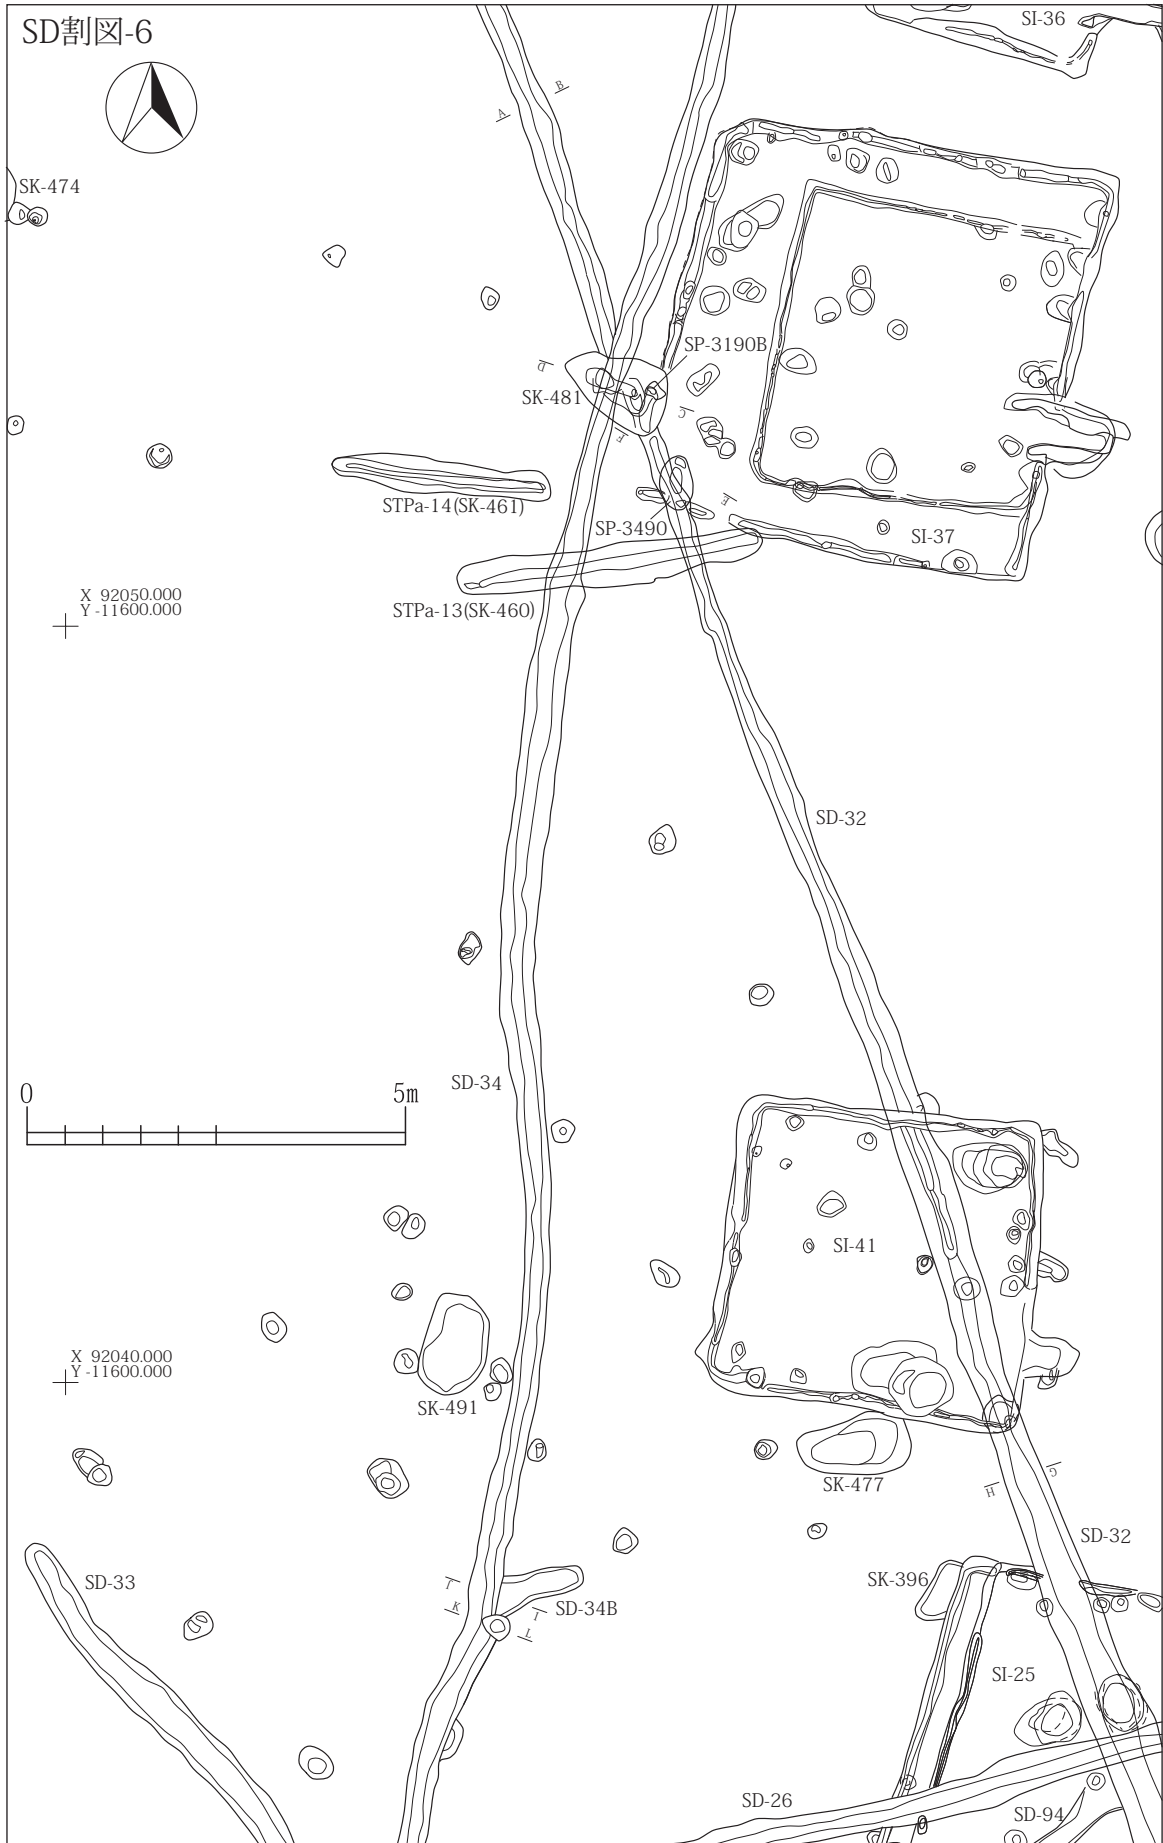 SD割図-6
SI-36
A
B
SK-474
SP-3190B
D
SK-481
C
F
STPa-14(SK-461)
E
SP-3490
SI-37
X 92050.000
Y -11600.000
STPa-13(SK-460)
SD-32
0
5m
SD-34
SI-41
X 92040.000
Y -11600.000
SK-491
SK-477
G
H
SD-32
SD-33
SK-396
K
SD-34B
I
L
SI-25
SD-26
SD-94